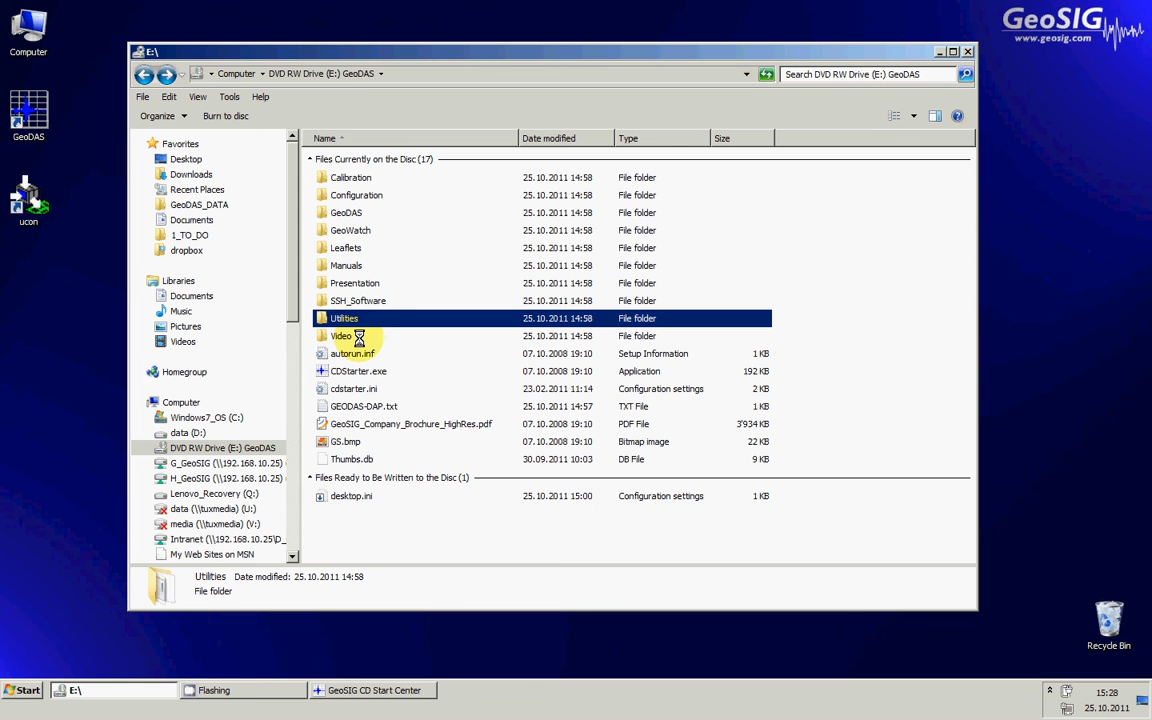 Computer
GeoDAS
ucon
GeoSIG
www.geosig.com
E:\
Computer ▸ DVD RW Drive (E:) GeoDAS
Search DVD RW Drive (E:) GeoDAS
File Edit View Tools Help
Organize Burn to disc
Favorites
Desktop
Downloads
Recent Places
GeoDAS_DATA
Documents
1_TO_DO
dropbox
Libraries
Documents
Music
Pictures
Videos
Homegroup
Computer
Windows7_OS (C:)
data (D:)
DVD RW Drive (E:) GeoDAS
G_GeoSIG (\\192.168.10.25)
H_GeoSIG (\\192.168.10.25)
Lenovo_Recovery (Q:)
data (\\tuxmedia) (U:)
media (\\tuxmedia) (V:)
Intranet (\\192.168.10.25\D_
My Web Sites on MSN
Name Date modified Type Size
Files Currently on the Disc (17)
Calibration 25.10.2011 14:58 File folder
Configuration 25.10.2011 14:58 File folder
GeoDAS 25.10.2011 14:58 File folder
GeoWatch 25.10.2011 14:58 File folder
Leaflets 25.10.2011 14:58 File folder
Manuals 25.10.2011 14:58 File folder
Presentation 25.10.2011 14:58 File folder
SSH_Software 25.10.2011 14:58 File folder
Utilities 25.10.2011 14:58 File folder
Video 25.10.2011 14:58 File folder
autorun.inf 07.10.2008 19:10 Setup Information 1 KB
CDStarter.exe 07.10.2008 19:10 Application 192 KB
cdstarter.ini 23.02.2011 11:14 Configuration settings 2 KB
GEODAS-DAP.txt 25.10.2011 14:57 TXT File 1 KB
GeoSIG_Company_Brochure_HighRes.pdf 07.10.2008 19:10 PDF File 3'934 KB
GS.bmp 07.10.2008 19:10 Bitmap image 22 KB
Thumbs.db 30.09.2011 10:03 DB File 9 KB
Files Ready to Be Written to the Disc (1)
desktop.ini 25.10.2011 15:00 Configuration settings 1 KB
Utilities Date modified: 25.10.2011 14:58
File folder
Recycle Bin
Start E:\ Flashing GeoSIG CD Start Center
15:28
25.10.2011